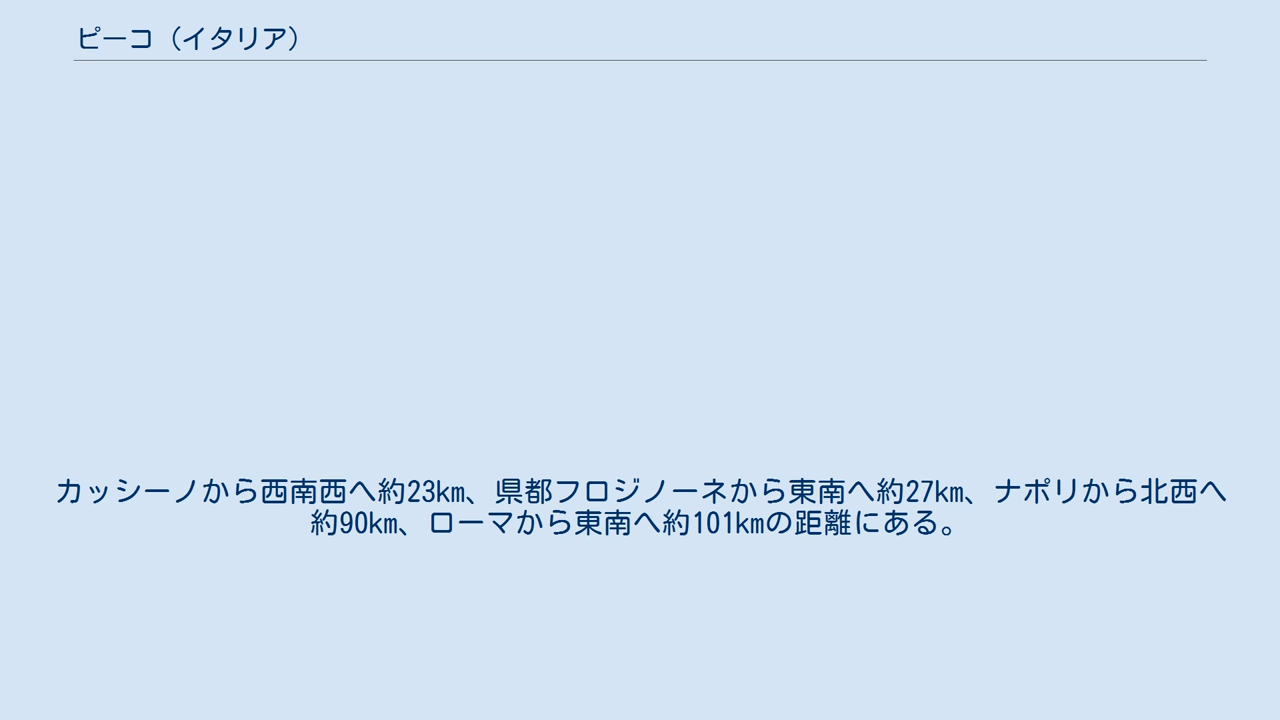 ピーコ（イタリア）
カッシーノから西南西へ約23km、県都フロジノーネから東南へ約27km、ナポリから北西へ
約90km、ローマから東南へ約101kmの距離にある。